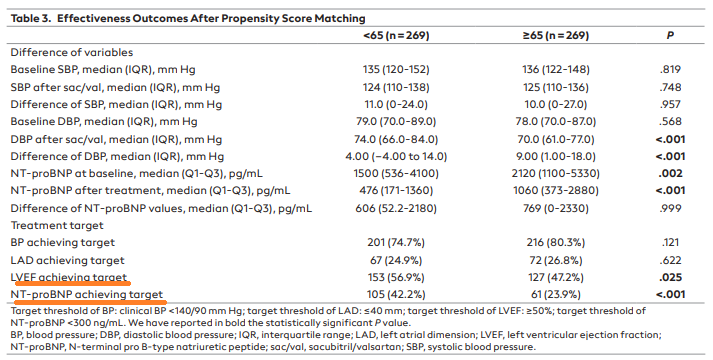 Table 3. Effectiveness Outcomes After Propensity Score Matching
<65 (n=269) ≥65 (n=269) P
Difference of variables
Baseline SBP, median (IQR), mm Hg 135 (120–152) 136 (122–148) .819
SBP after sac/val, median (IQR), mm Hg 124 (110–138) 125 (110–136) .748
Difference of SBP, median (IQR), mm Hg 11.0 (0–24.0) 10.0 (0–27.0) .957
Baseline DBP, median (IQR), mm Hg 79.0 (70.0–89.0) 78.0 (70.0–87.0) .568
DBP after sac/val, median (IQR), mm Hg 74.0 (66.0–84.0) 70.0 (61.0–77.0) <.001
Difference of DBP, median (IQR), mm Hg 4.00 (−4.00 to 14.0) 9.00 (1.00–18.0) <.001
NT-proBNP at baseline, median (Q1-Q3), pg/mL 1500 (536–4100) 2120 (1100–5330) .002
NT-proBNP after treatment, median (Q1-Q3), pg/mL 476 (171–1360) 1060 (373–2880) <.001
Difference of NT-proBNP values, median (Q1-Q3), pg/mL 606 (52.2–2180) 769 (0–2330) .999
Treatment target
BP achieving target 201 (74.7%) 216 (80.3%) .121
LAD achieving target 67 (24.9%) 72 (26.8%) .622
LVEF achieving target 153 (56.9%) 127 (47.2%) .025
NT-proBNP achieving target 105 (42.2%) 61 (23.9%) <.001
Target threshold of BP: clinical BP <140/90 mm Hg; target threshold of LAD: ≤40 mm; target threshold of LVEF: ≥50%; target threshold of
NT-proBNP <300 ng/mL. We have reported in bold the statistically significant P value.
BP, blood pressure; DBP, diastolic blood pressure; IQR, interquartile range; LAD, left atrial dimension; LVEF, left ventricular ejection fraction;
NT-proBNP, N-terminal pro B-type natriuretic peptide; sac/val, sacubitril/valsartan; SBP, systolic blood pressure.